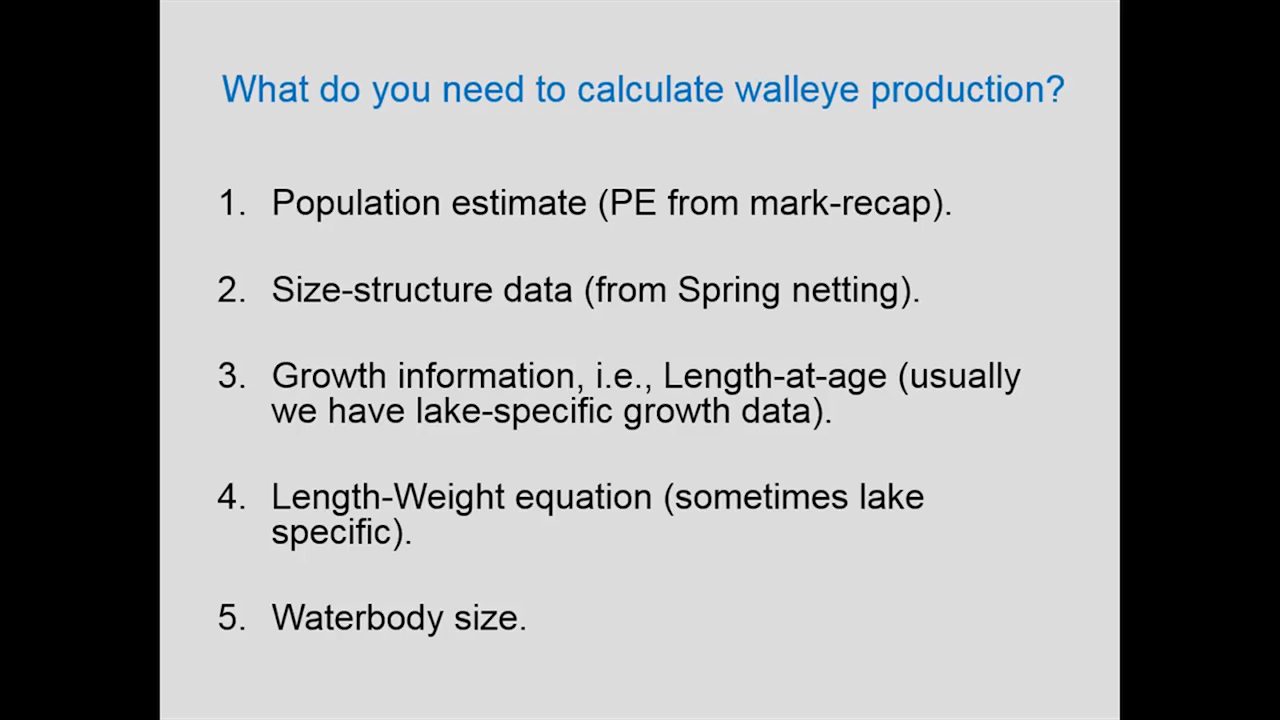 What do you need to calculate walleye production?
1. Population estimate (PE from mark-recap).
2. Size-structure data (from Spring netting).
3. Growth information, i.e., Length-at-age (usually
we have lake-specific growth data).
4. Length-Weight equation (sometimes lake
specific).
5. Waterbody size.